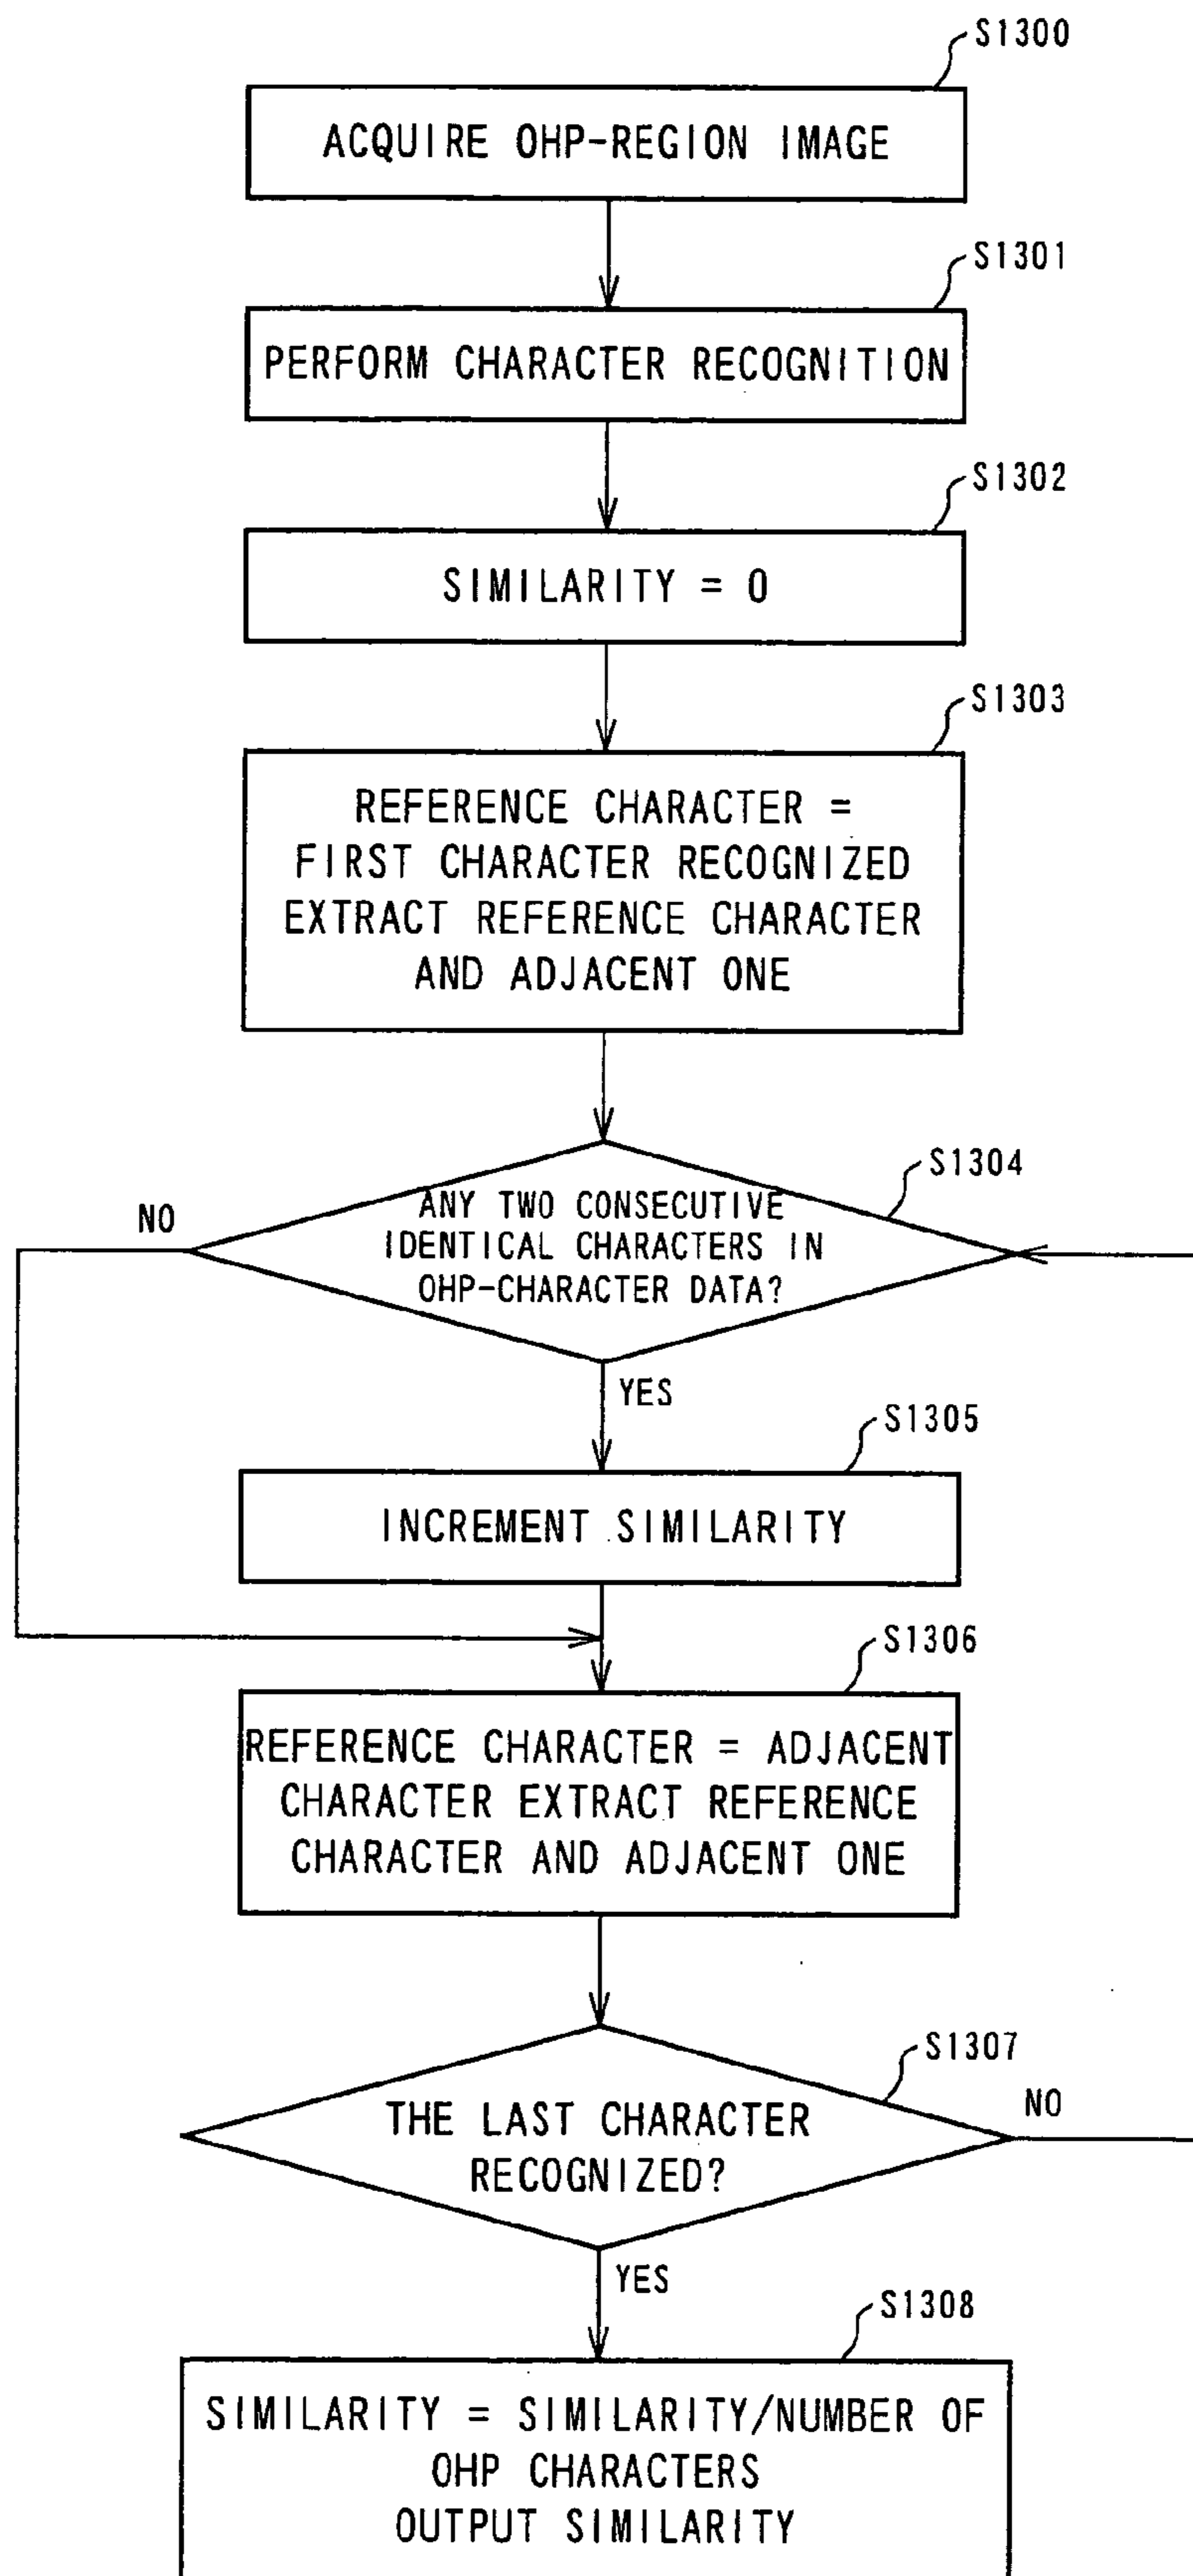 S1300
ACQUIRE OHP-REGION IMAGE
S1301
PERFORM CHARACTER RECOGNITION
S1302
SIMILARITY = 0
S1303
REFERENCE CHARACTER =
FIRST CHARACTER RECOGNIZED
EXTRACT REFERENCE CHARACTER
AND ADJACENT ONE
S1304
NO
ANY TWO CONSECUTIVE
IDENTICAL CHARACTERS IN
OHP-CHARACTER DATA?
YES
S1305
INCREMENT SIMILARITY
S1306
REFERENCE CHARACTER = ADJACENT
CHARACTER EXTRACT REFERENCE
CHARACTER AND ADJACENT ONE
S1307
NO
THE LAST CHARACTER
RECOGNIZED?
YES
S1308
SIMILARITY = SIMILARITY/NUMBER OF
OHP CHARACTERS
OUTPUT SIMILARITY